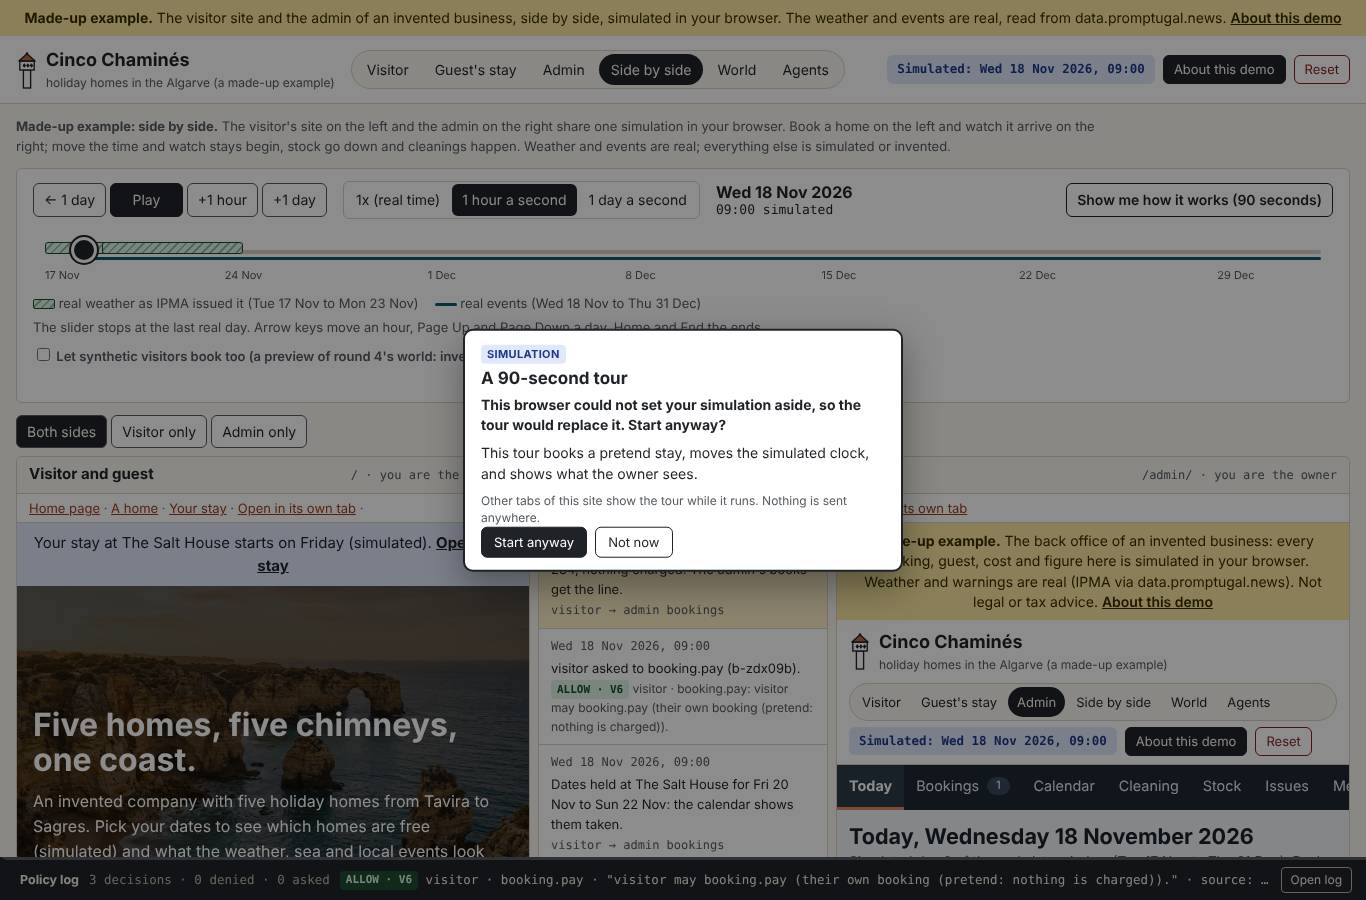 Made-up example. The visitor site and the admin of an invented business, side by side, simulated in your browser. The weather and events are real, read from data.promptugal.news. About this demo
Cinco Chaminés
holiday homes in the Algarve (a made-up example)
Visitor Guest's stay Admin Side by side World Agents
Simulated: Wed 18 Nov 2026, 09:00 About this demo Reset
Made-up example: side by side. The visitor's site on the left and the admin on the right share one simulation in your browser. Book a home on the left and watch it arrive on the
right; move the time and watch stays begin, stock go down and cleanings happen. Weather and events are real; everything else is simulated or invented.
← 1 day Play +1 hour +1 day 1x (real time) 1 hour a second 1 day a second
Wed 18 Nov 2026
09:00 simulated
Show me how it works (90 seconds)
17 Nov 24 Nov 1 Dec 8 Dec 15 Dec 22 Dec 29 Dec
real weather as IPMA issued it (Tue 17 Nov to Mon 23 Nov) real events (Wed 18 Nov to Thu 31 Dec)
The slider stops at the last real day. Arrow keys move an hour, Page Up and Page Down a day, Home and End the ends.
Let synthetic visitors book too (a preview of round 4's world: inve
SIMULATION
A 90-second tour
This browser could not set your simulation aside, so the
tour would replace it. Start anyway?
This tour books a pretend stay, moves the simulated clock,
and shows what the owner sees.
Other tabs of this site show the tour while it runs. Nothing is sent
anywhere.
Start anyway Not now
Both sides Visitor only Admin only
Visitor and guest / · you are the
Home page · A home · Your stay · Open in its own tab ·
Your stay at The Salt House starts on Friday (simulated). Ope
stay
Five homes, five chimneys,
one coast.
An invented company with five holiday homes from Tavira to
Sagres. Pick your dates to see which homes are free
(simulated) and what the weather, sea and local events look
get the line.
visitor → admin bookings
Wed 18 Nov 2026, 09:00
visitor asked to booking.pay (b-zdx09b).
ALLOW · V6 visitor · booking.pay: visitor
may booking.pay (their own booking (pretend:
nothing is charged)).
Wed 18 Nov 2026, 09:00
Dates held at The Salt House for Fri 20
Nov to Sun 22 Nov: the calendar shows
them taken.
visitor → admin bookings
/admin/ · you are the owner
ts own tab
e-up example. The back office of an invented business: every
king, guest, cost and figure here is simulated in your browser.
Weather and warnings are real (IPMA via data.promptugal.news). Not
legal or tax advice. About this demo
Cinco Chaminés
holiday homes in the Algarve (a made-up example)
Visitor Guest's stay Admin Side by side World Agents
Simulated: Wed 18 Nov 2026, 09:00 About this demo Reset
Today Bookings 1 Calendar Cleaning Stock Issues Me
Today, Wednesday 18 November 2026
Policy log 3 decisions · 0 denied · 0 asked ALLOW · V6 visitor · booking.pay · "visitor may booking.pay (their own booking (pretend: nothing is charged))." · source: … Open log